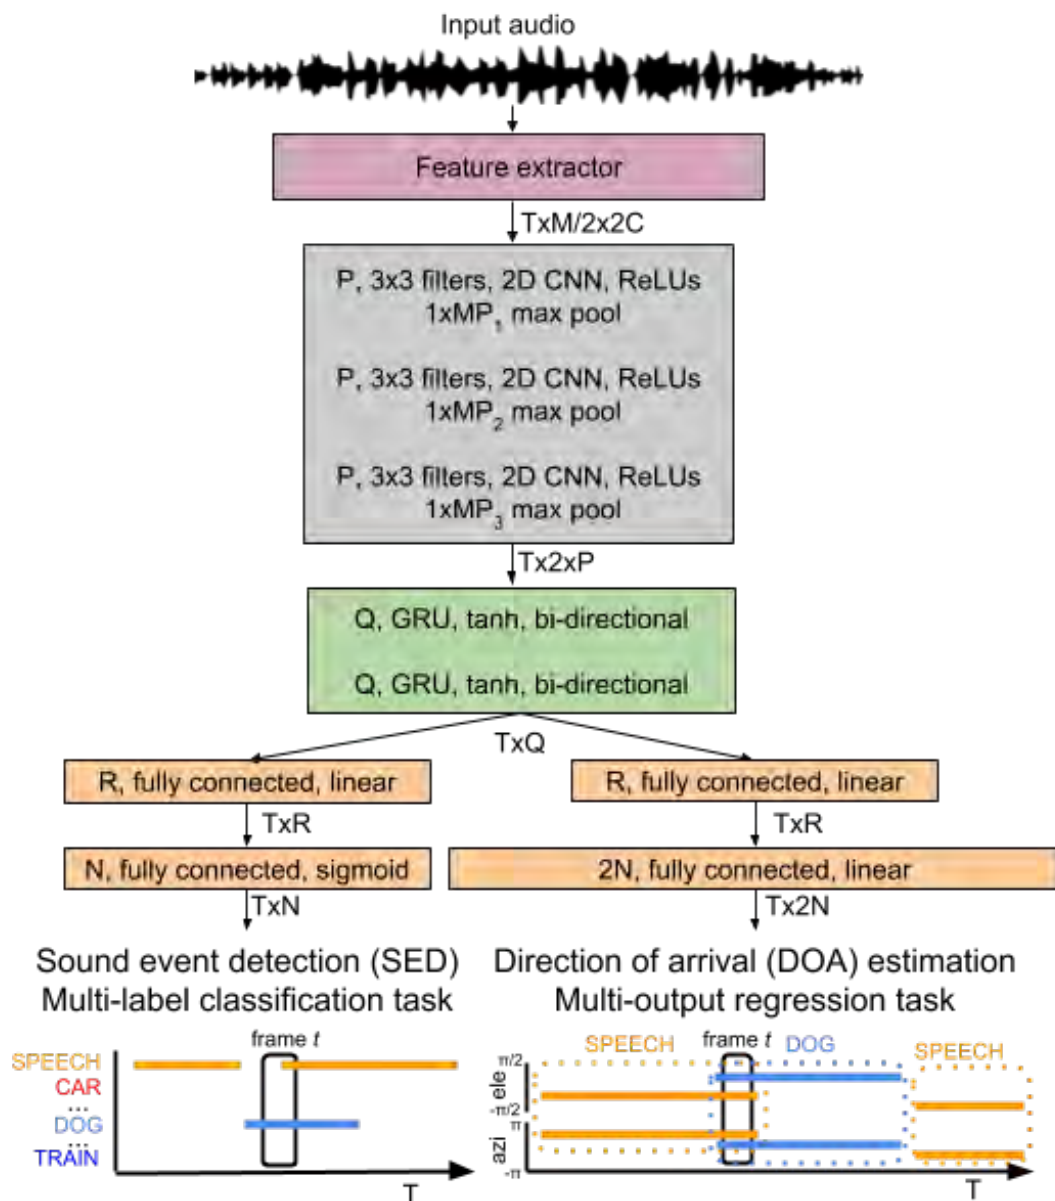 Input audio
Feature extractor
TxM/2x2C
P, 3x3 filters, 2D CNN, ReLUs
1xMP1 max pool
P, 3x3 filters, 2D CNN, ReLUs
1xMP2 max pool
P, 3x3 filters, 2D CNN, ReLUs
1xMP3 max pool
Tx2xP
Q, GRU, tanh, bi-directional
Q, GRU, tanh, bi-directional
TxQ
R, fully connected, linear
TxR
N, fully connected, sigmoid
TxN
Sound event detection (SED)
Multi-label classification task
frame t
SPEECH
CAR
...
DOG
...
TRAIN
T
R, fully connected, linear
TxR
2N, fully connected, linear
Tx2N
Direction of arrival (DOA) estimation
Multi-output regression task
SPEECH
frame t
DOG
SPEECH
π/2
ele
-π/2
π
azi
-π
T